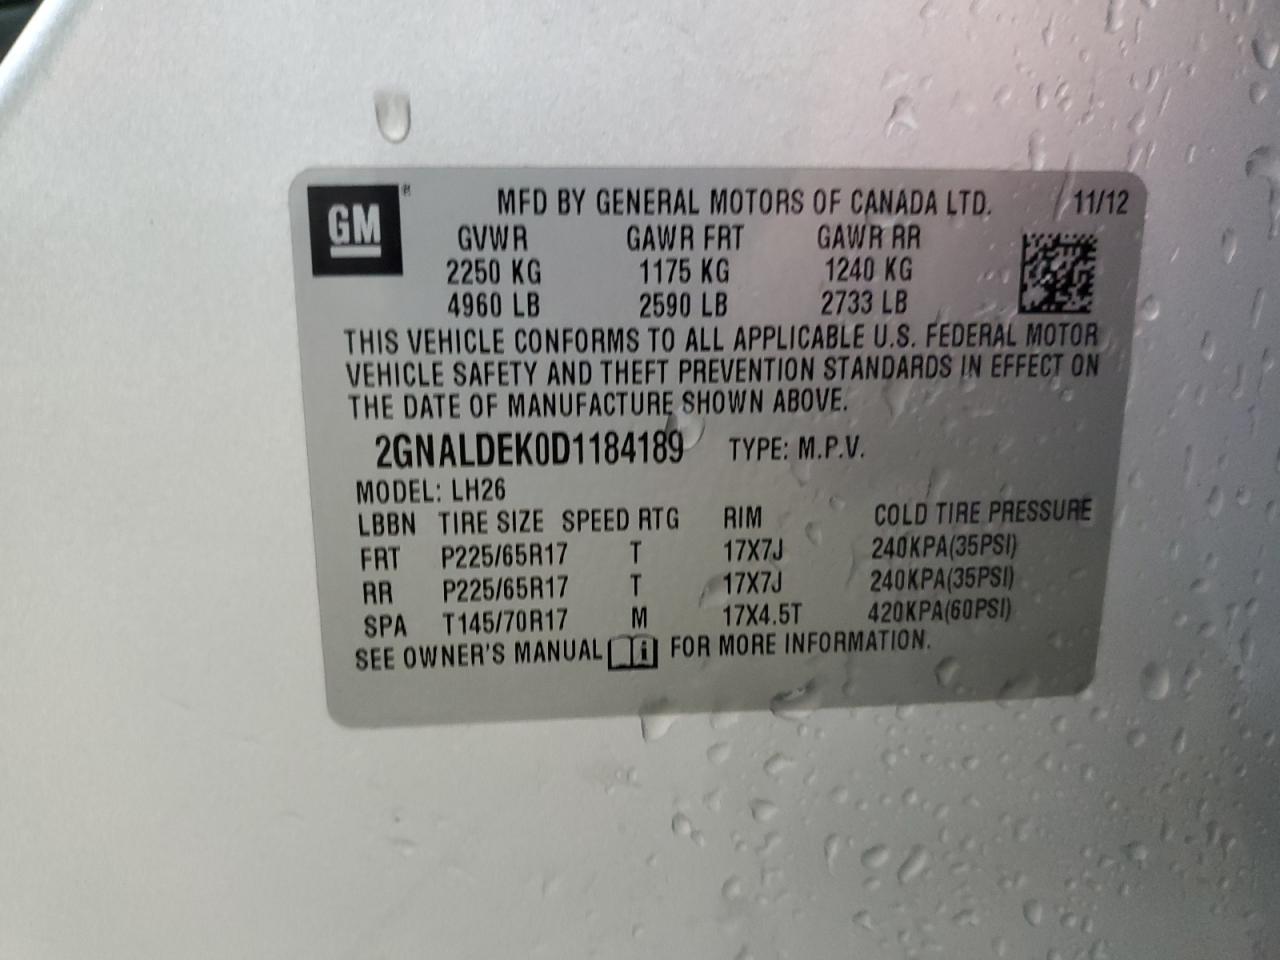 GM®
MFD BY GENERAL MOTORS OF CANADA LTD. 11/12
GVWR GAWR FRT GAWR RR
2250 KG 1175 KG 1240 KG
4960 LB 2590 LB 2733 LB
THIS VEHICLE CONFORMS TO ALL APPLICABLE U.S. FEDERAL MOTOR
VEHICLE SAFETY AND THEFT PREVENTION STANDARDS IN EFFECT ON
THE DATE OF MANUFACTURE SHOWN ABOVE.
2GNALDEK0D1184189 TYPE: M.P.V.
MODEL: LH26
LBBN TIRE SIZE SPEED RTG RIM COLD TIRE PRESSURE
FRT P225/65R17 T 17X7J 240KPA(35PSI)
RR P225/65R17 T 17X7J 240KPA(35PSI)
SPA T145/70R17 M 17X4.5T 420KPA(60PSI)
SEE OWNER'S MANUAL i FOR MORE INFORMATION.